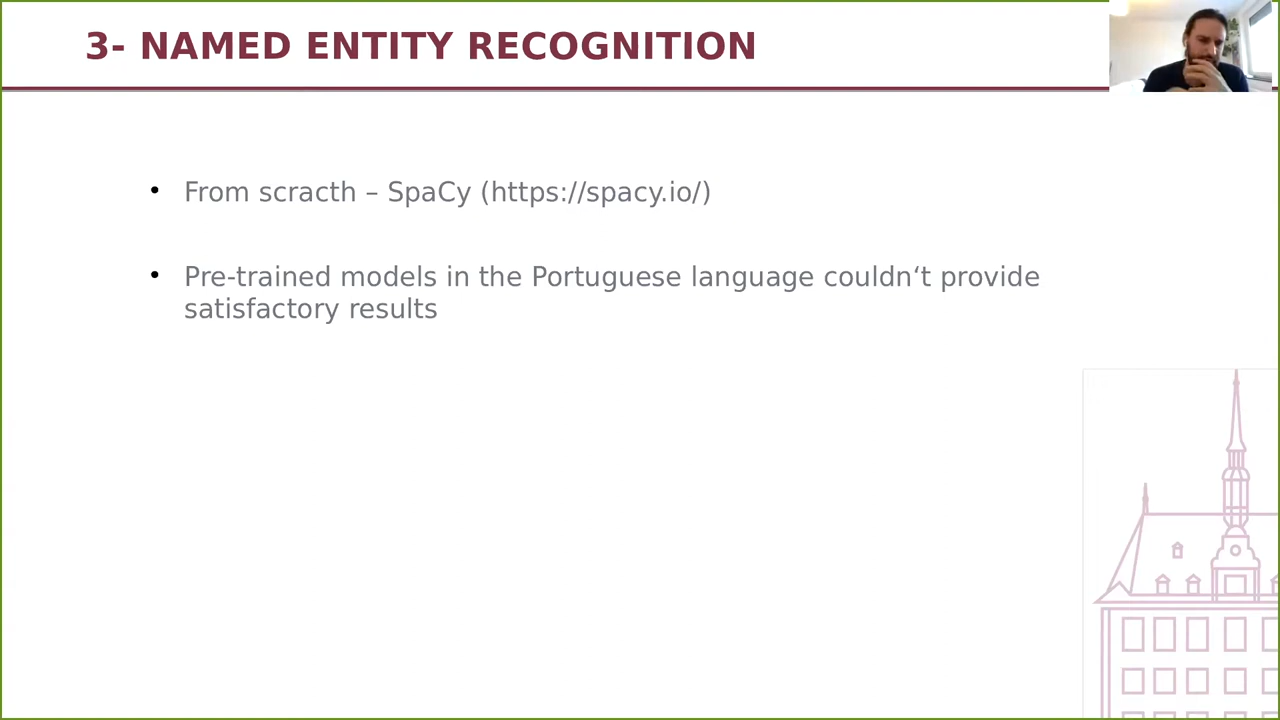 3- NAMED ENTITY RECOGNITION
• From scracth – SpaCy (https://spacy.io/)
• Pre-trained models in the Portuguese language couldn‘t provide
satisfactory results